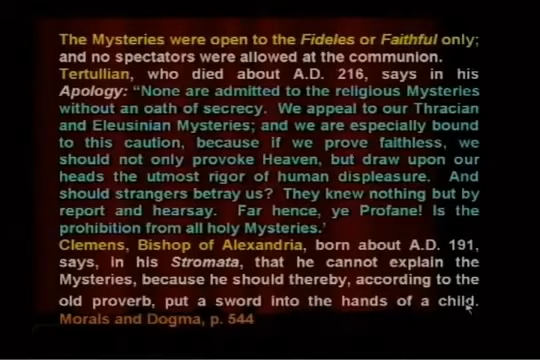 The Mysteries were open to the Fideles or Faithful only;
and no spectators were allowed at the communion.
Tertullian, who died about A.D. 216, says in his
Apology: “None are admitted to the religious Mysteries
without an oath of secrecy. We appeal to our Thracian
and Eleusinian Mysteries; and we are especially bound
to this caution, because if we prove faithless, we
should not only provoke Heaven, but draw upon our
heads the utmost rigor of human displeasure. And
should strangers betray us? They knew nothing but by
report and hearsay. Far hence, ye Profane! Is the
prohibition from all holy Mysteries.’
Clemens, Bishop of Alexandria, born about A.D. 191,
says, in his Stromata, that he cannot explain the
Mysteries, because he should thereby, according to the
old proverb, put a sword into the hands of a child.
Morals and Dogma, p. 544